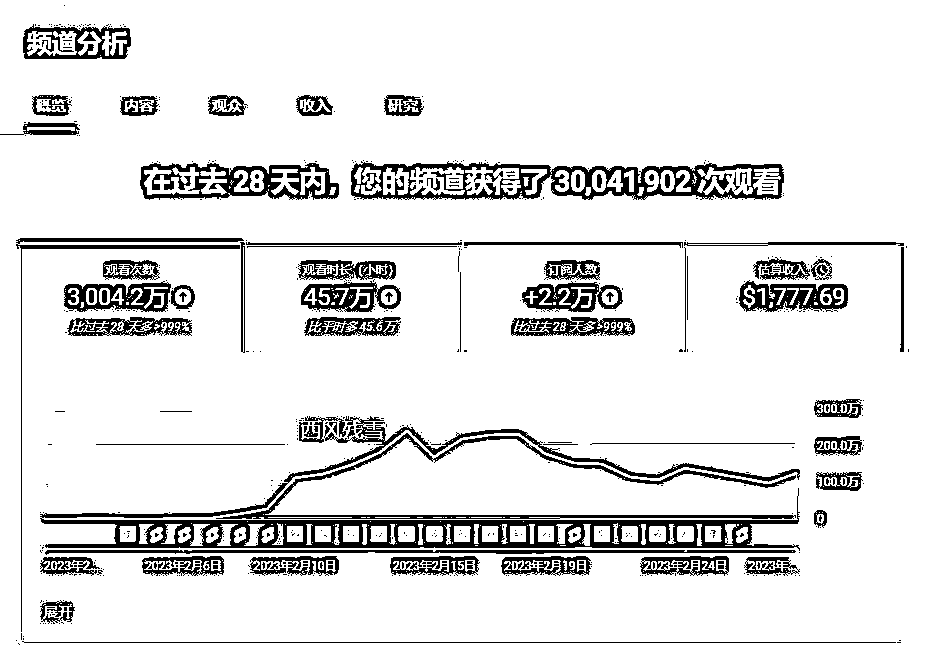 频道分析
概览 内容 观众 收入 研究
在过去 28 天内，您的频道获得了 30,041,902 次观看
观看次数 观看时长 (小时) 订阅人数 估算收入
3,004.2万 45.7万 +2.2万 $1,777.69
比过去 28 天多>999% 比平时多45.6万 比过去 28 天多>999%
300.0万
西风残雪
200.0万
100.0万
0
2023年2... 2023年2月6日 2023年2月10日 2023年2月15日 2023年2月19日 2023年2月24日 2023年...
展开